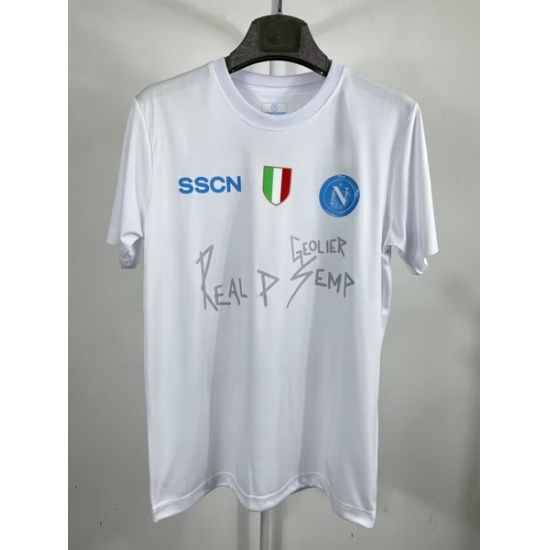 SSCN
N
GEOLIER
REAL P SEMP